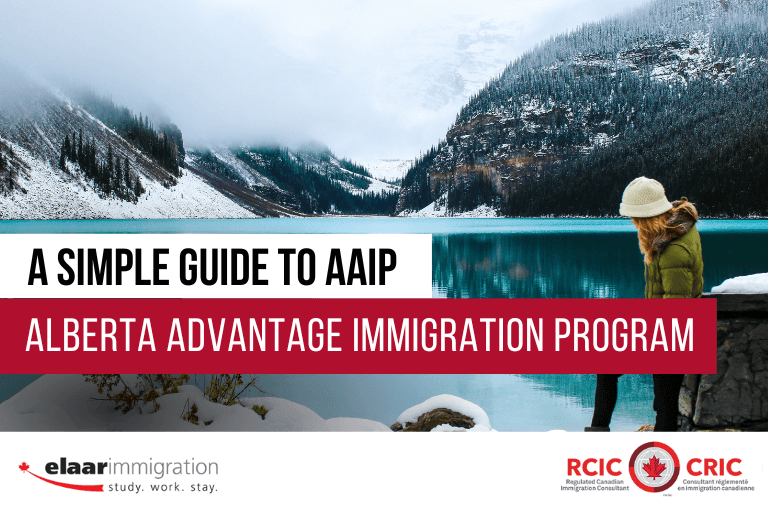 A SIMPLE GUIDE TO AAIP
ALBERTA ADVANTAGE IMMIGRATION PROGRAM
elaarimmigration
study. work. stay.
RCIC
Regulated Canadian
Immigration Consultant
CRIC
Consultant réglementé
en immigration canadienne